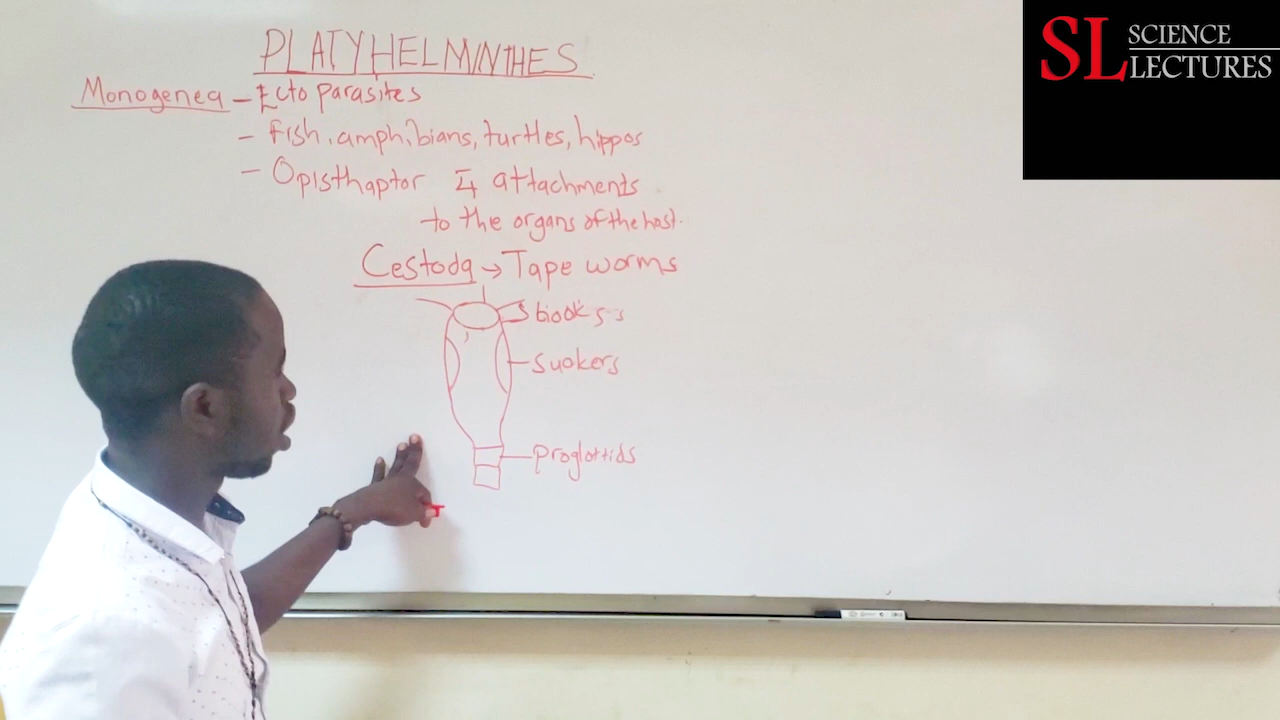 PLATYHELMINTHES
Monogenea - Ecto parasites
- Fish, amphibians, turtles, hippos
- Opisthaptor attachments
to the organs of the host.
Cestoda → Tape worms
suckers
proglottids
SL SCIENCE
LECTURES